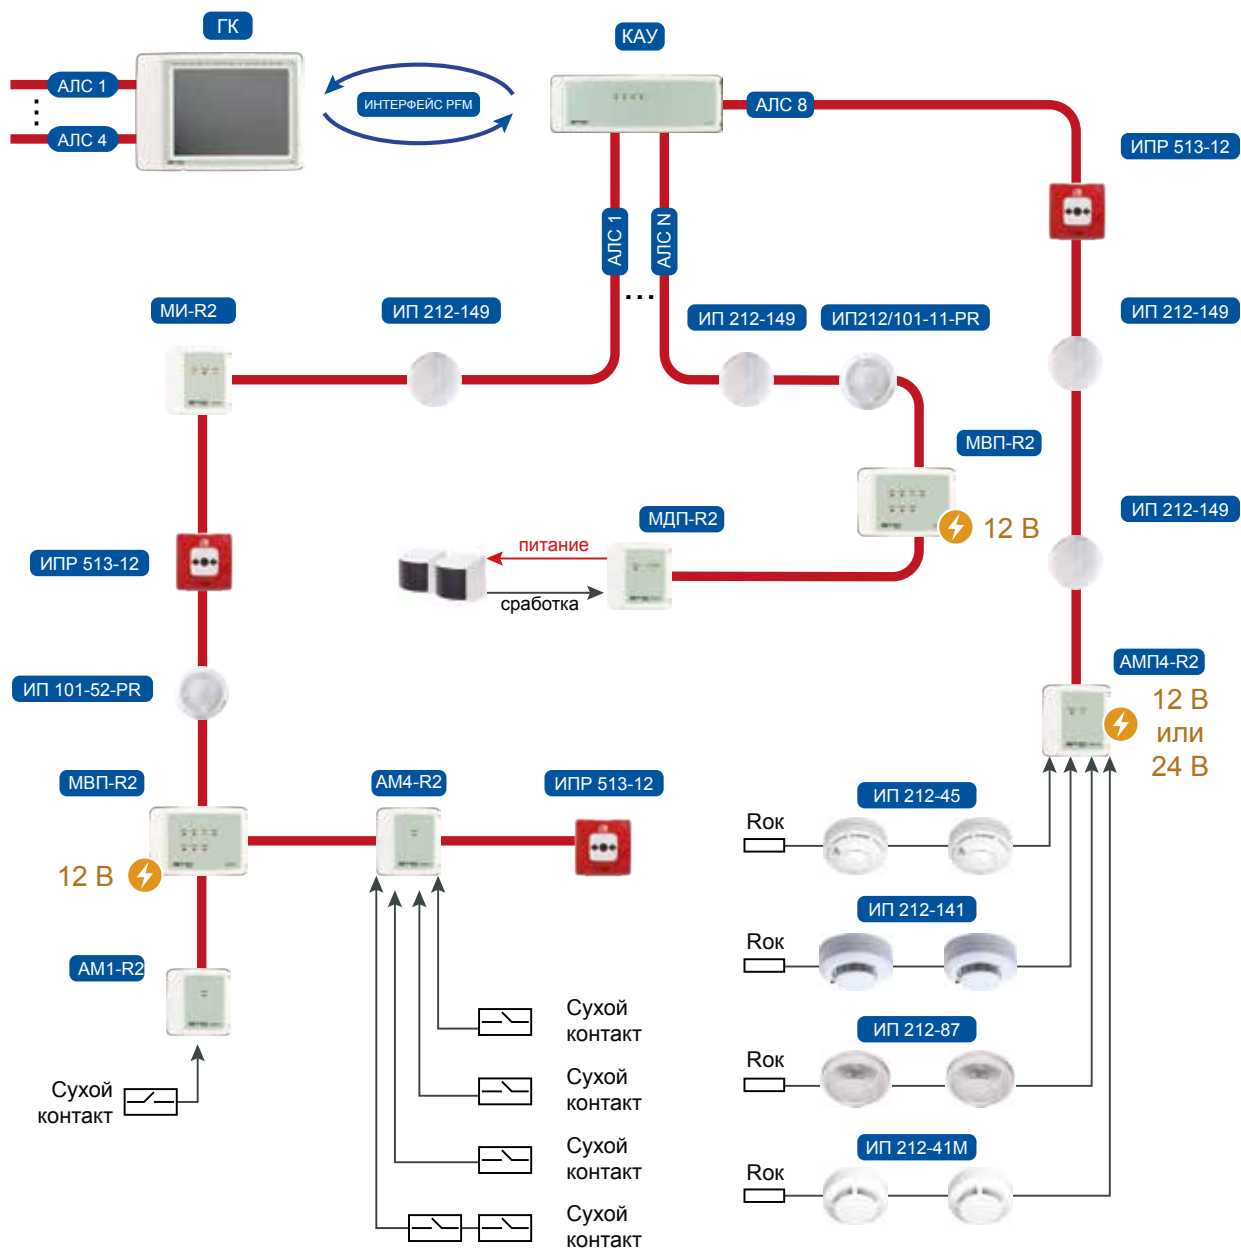 ГК
КАУ
АЛС 1
АЛС 4
ИНТЕРФЕЙС PFM
АЛС 8
ИПР 513-12
АЛС 1
АЛС N
...
МИ-R2
ИП 212-149
ИП 212-149
ИП212/101-11-PR
ИП 212-149
МВП-R2
12 В
МДП-R2
ИП 212-149
питание
сработка
ИПР 513-12
ИП 101-52-PR
АМП4-R2
12 В
или
24 В
МВП-R2
12 В
АМ4-R2
ИПР 513-12
ИП 212-45
Rок
АМ1-R2
ИП 212-141
Rок
Сухой
контакт
ИП 212-87
Rок
Сухой
контакт
Сухой
контакт
Сухой
контакт
ИП 212-41М
Rок
Сухой
контакт